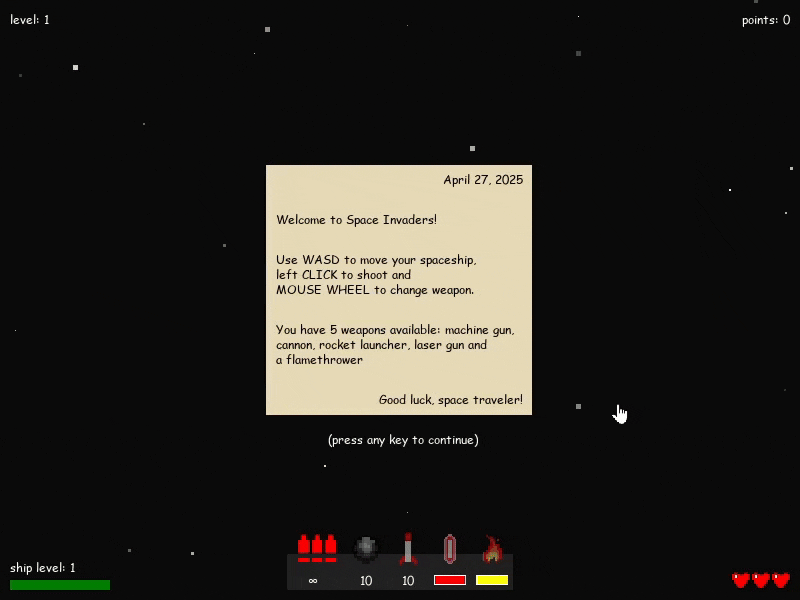 level: 1
points: 0
April 27, 2025
Welcome to Space Invaders!
Use WASD to move your spaceship,
left CLICK to shoot and
MOUSE WHEEL to change weapon.
You have 5 weapons available: machine gun,
cannon, rocket launcher, laser gun and
a flamethrower
Good luck, space traveler!
(press any key to continue)
ship level: 1
∞ 10 10